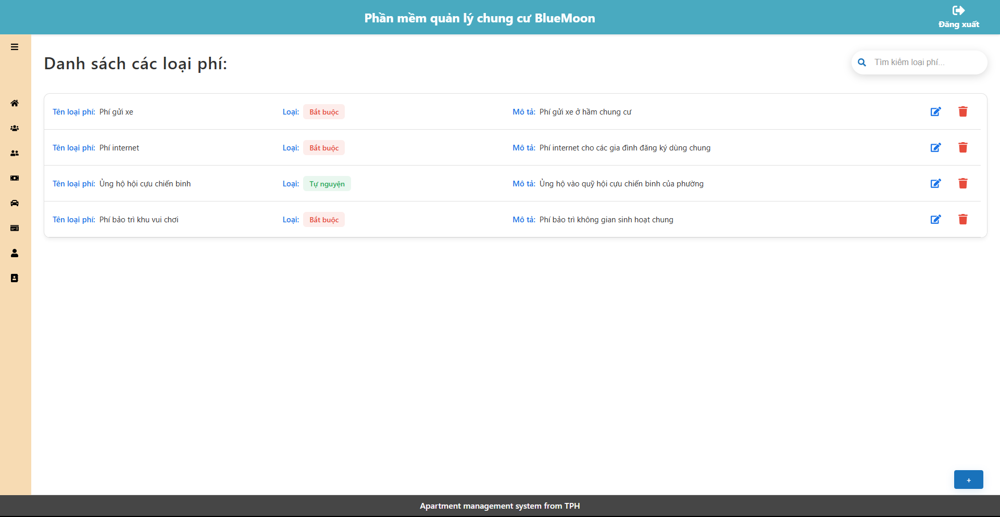 Phần mềm quản lý chung cư BlueMoon
Đăng xuất
Danh sách các loại phí:
Tìm kiếm loại phí...
Tên loại phí: Phí gửi xe Loại: Bắt buộc Mô tả: Phí gửi xe ở hầm chung cư
Tên loại phí: Phí internet Loại: Bắt buộc Mô tả: Phí internet cho các gia đình đăng ký dùng chung
Tên loại phí: Ủng hộ hội cựu chiến binh Loại: Tự nguyện Mô tả: Ủng hộ vào quỹ hội cựu chiến binh của phường
Tên loại phí: Phí bảo trì khu vui chơi Loại: Bắt buộc Mô tả: Phí bảo trì không gian sinh hoạt chung
+
Apartment management system from TPH